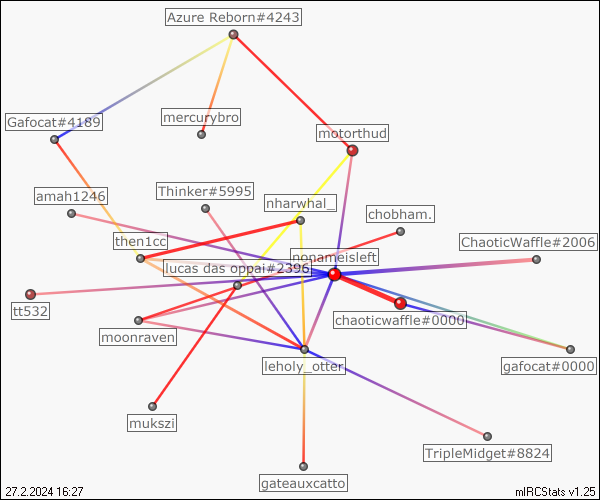 Azure Reborn#4243
mercurybro
Gafocat#4189
motorthud
Thinker#5995
amah1246
nharwhal_
chobham.
then1cc
ChaoticWaffle#2006
lucas das oppai#2396
tt532
chaoticwaffle#0000
moonraven
leholy_otter
gafocat#0000
mukszi
TripleMidget#8824
gateauxcatto
27.2.2024 16:27
mIRCStats v1.25